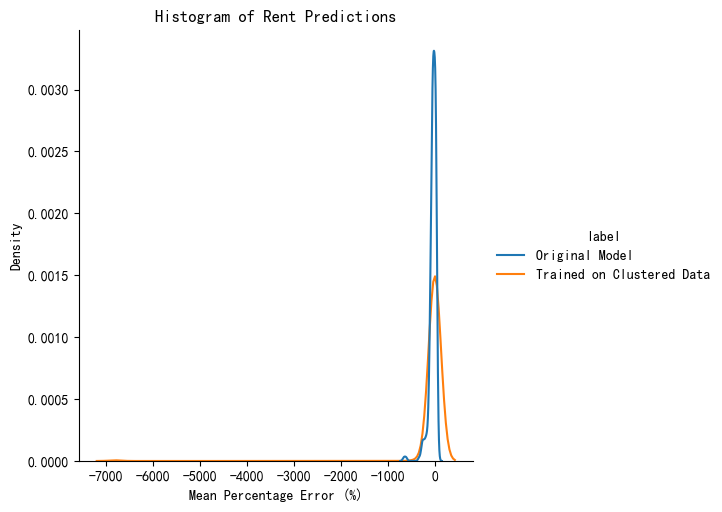 Histogram of Rent Predictions
0.0030
0.0025
0.0020
0.0015
0.0010
0.0005
0.0000
Density
-7000 -6000 -5000 -4000 -3000 -2000 -1000 0
Mean Percentage Error (%)
label
Original Model
Trained on Clustered Data